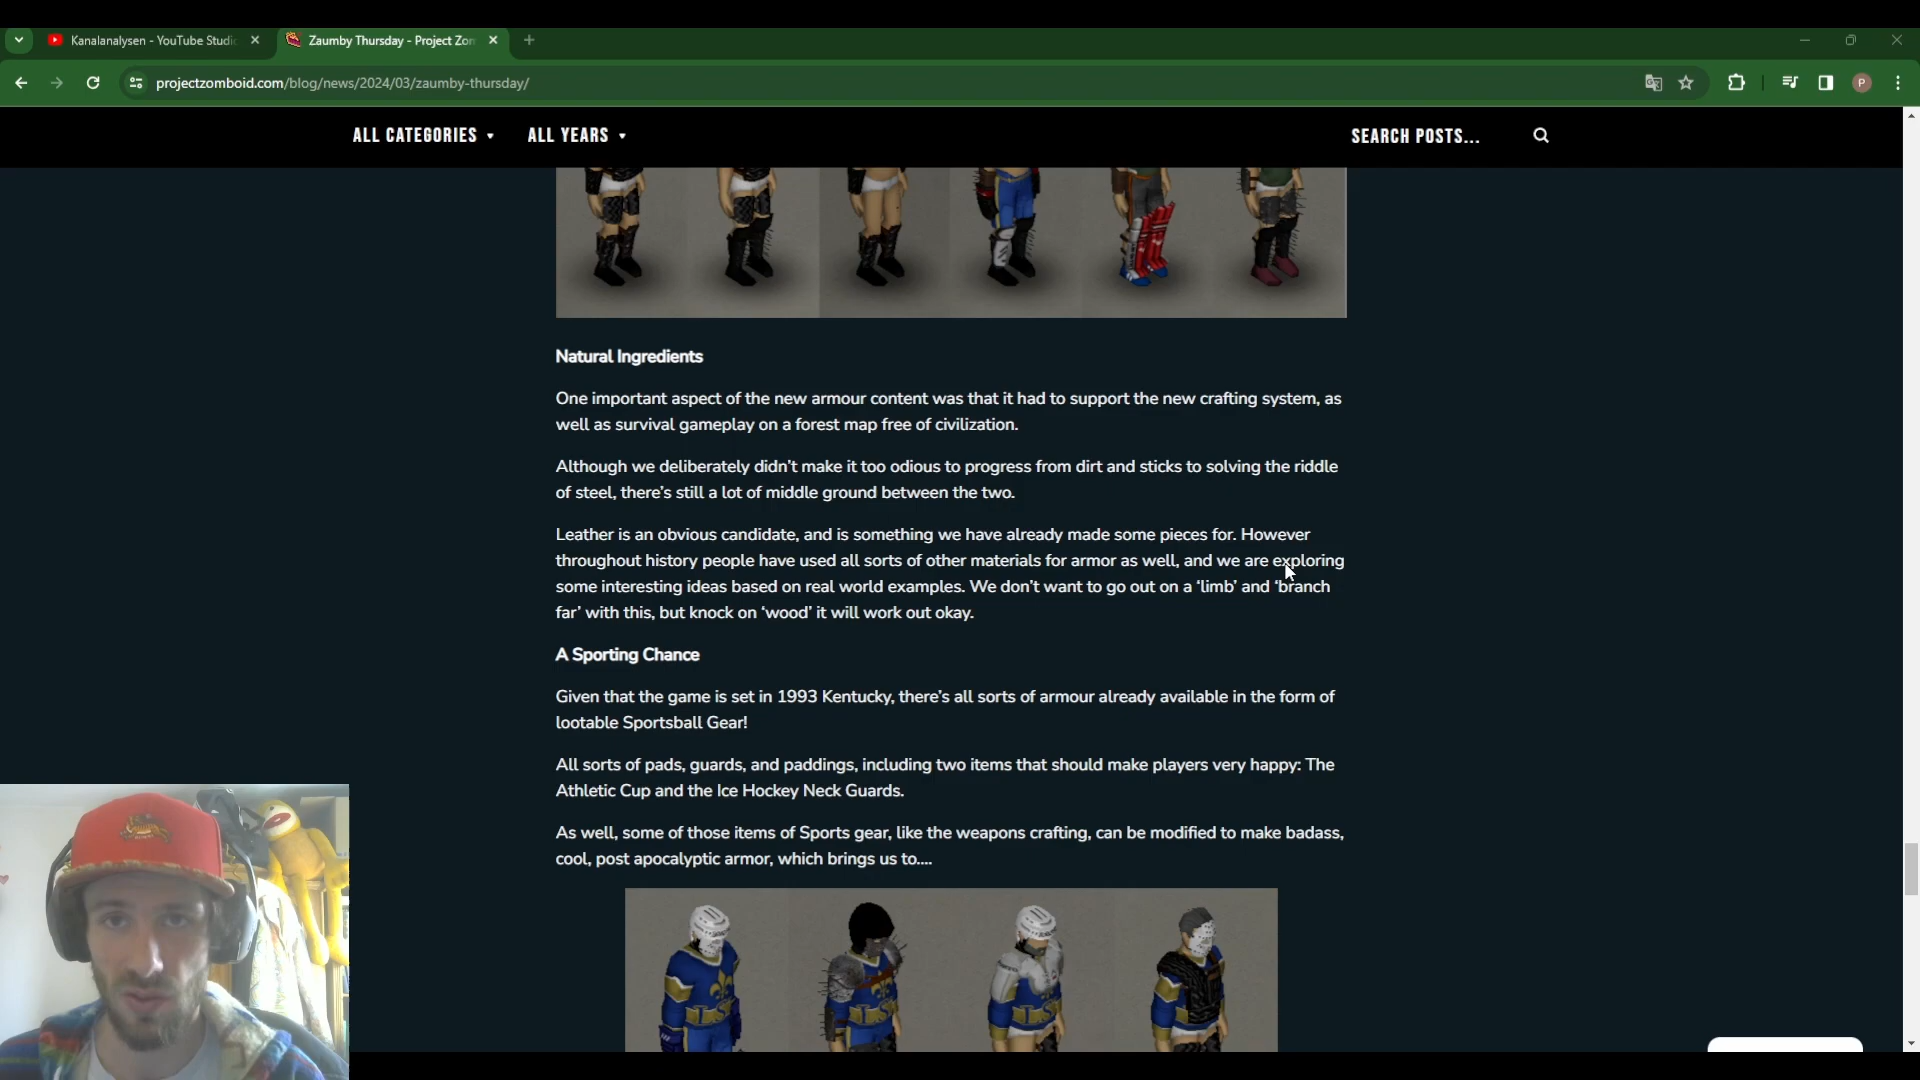 Kanalanalysen - YouTube Studi
Zaumby Thursday - Project Zom
projectzomboid.com/blog/news/2024/03/zaumby-thursday/
P
ALL CATEGORIES
ALL YEARS
SEARCH POSTS...
Natural Ingredients
One important aspect of the new armour content was that it had to support the new crafting system, as
well as survival gameplay on a forest map free of civilization.
Although we deliberately didn't make it too odious to progress from dirt and sticks to solving the riddle
of steel, there's still a lot of middle ground between the two.
Leather is an obvious candidate, and is something we have already made some pieces for. However
throughout history people have used all sorts of other materials for armor as well, and we are exploring
some interesting ideas based on real world examples. We don't want to go out on a 'limb' and 'branch
far' with this, but knock on 'wood' it will work out okay.
A Sporting Chance
Given that the game is set in 1993 Kentucky, there's all sorts of armour already available in the form of
lootable Sportsball Gear!
All sorts of pads, guards, and paddings, including two items that should make players very happy: The
Athletic Cup and the Ice Hockey Neck Guards.
As well, some of those items of Sports gear, like the weapons crafting, can be modified to make badass,
cool, post apocalyptic armor, which brings us to....